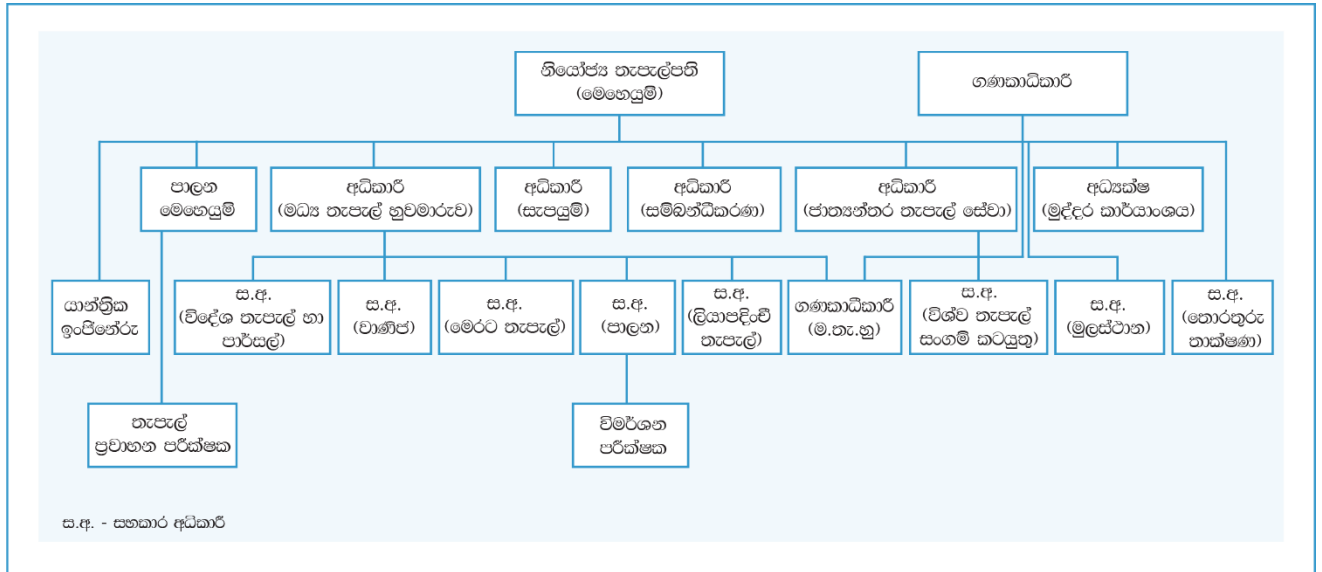 නියෝජ්‍ය තැපැල්පති
(මෙහෙයුම්)
ගණකාධිකාරී
පාලන
මෙහෙයුම්
අධිකාරී
(මධ්‍ය තැපැල් හුවමාරුව)
අධිකාරී
(සැපයුම්)
අධිකාරී
(සම්බන්ධීකරණ)
අධිකාරී
(ජාත්‍යන්තර තැපැල් සේවා)
අධ්‍යක්ෂ
(මුද්දර කාර්යාංශය)
යාන්ත්‍රික
ඉංජිනේරු
ස.අ.
(විදේශ තැපැල් හා
පාර්සල්)
ස.අ.
(වාණිජ)
ස.අ.
(මෙරට තැපැල්)
ස.අ.
(පාලන)
ස.අ.
(ලියාපදිංචි
තැපැල්)
ගණකාධිකාරී
(ම.තැ.හු)
ස.අ.
(විශ්ව තැපැල්
සංගම් කටයුතු)
ස.අ.
(මූලස්ථාන)
ස.අ.
(තොරතුරු
තාක්ෂණ)
තැපැල්
ප්‍රවාහන පරීක්ෂක
විමර්ශන
පරීක්ෂක
ස.අ. - සහකාර අධිකාරී